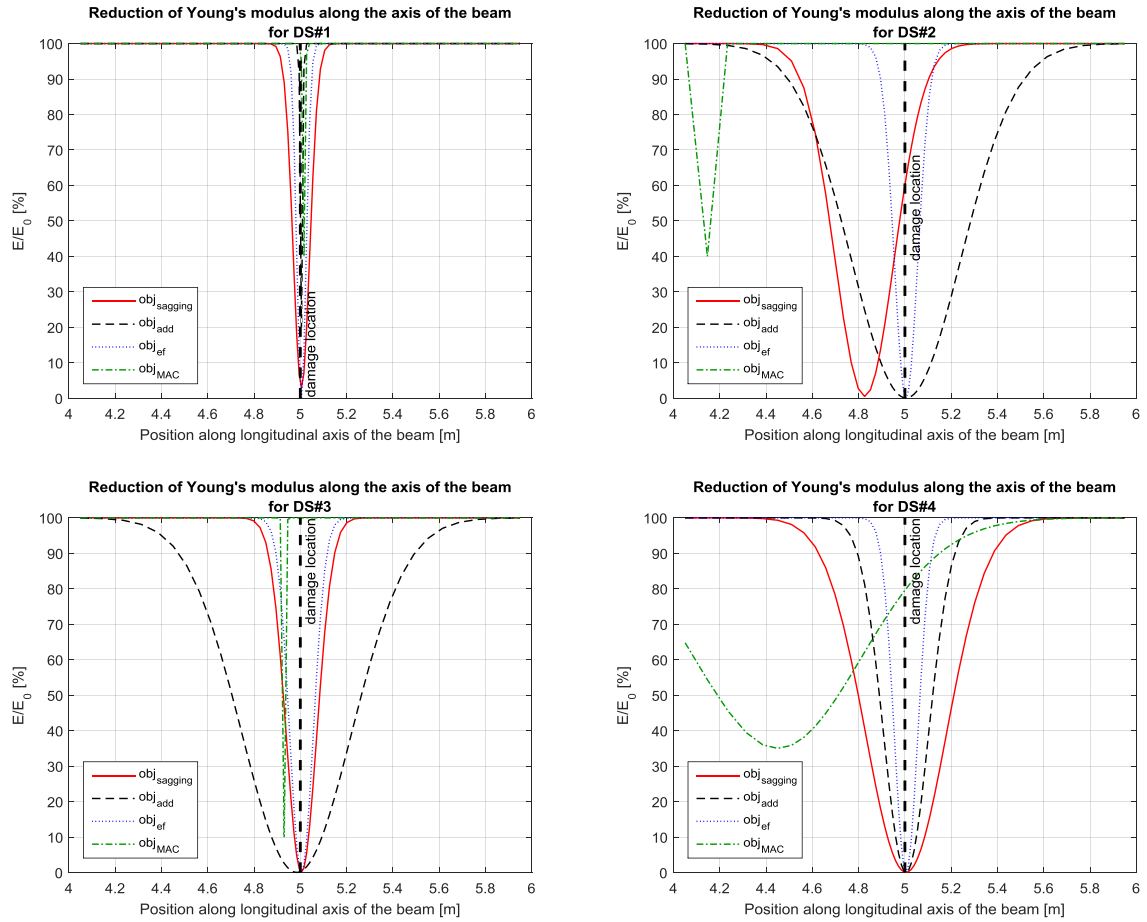 Reduction of Young's modulus along the axis of the beam
for DS#1
100
90
80
70
60
50
40
30
20
10
0
E/E0 [%]
damage location
objsagging
objadd
objef
objMAC
4 4.2 4.4 4.6 4.8 5 5.2 5.4 5.6 5.8 6
Position along longitudinal axis of the beam [m]
Reduction of Young's modulus along the axis of the beam
for DS#2
100
90
80
70
60
50
40
30
20
10
0
E/E0 [%]
damage location
objsagging
objadd
objef
objMAC
4 4.2 4.4 4.6 4.8 5 5.2 5.4 5.6 5.8 6
Position along longitudinal axis of the beam [m]
Reduction of Young's modulus along the axis of the beam
for DS#3
100
90
80
70
60
50
40
30
20
10
0
E/E0 [%]
damage location
objsagging
objadd
objef
objMAC
4 4.2 4.4 4.6 4.8 5 5.2 5.4 5.6 5.8 6
Position along longitudinal axis of the beam [m]
Reduction of Young's modulus along the axis of the beam
for DS#4
100
90
80
70
60
50
40
30
20
10
0
E/E0 [%]
damage location
objsagging
objadd
objef
objMAC
4 4.2 4.4 4.6 4.8 5 5.2 5.4 5.6 5.8 6
Position along longitudinal axis of the beam [m]